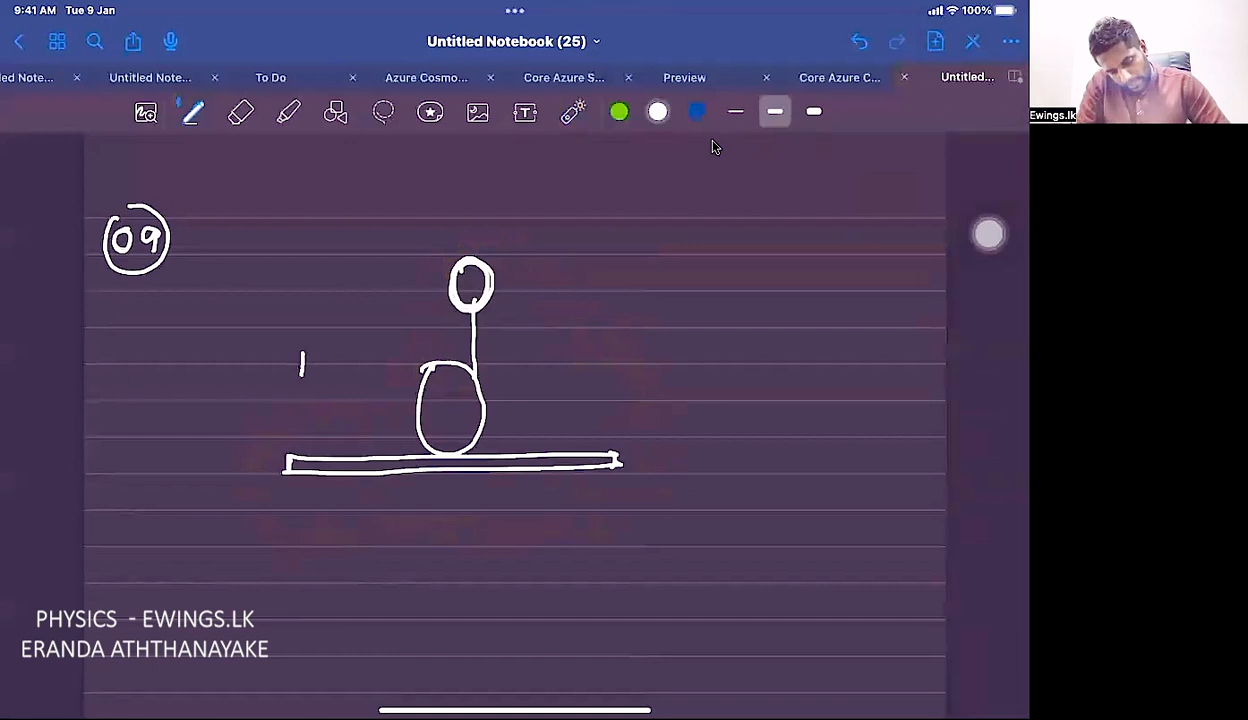 9:41 AM Tue 9 Jan
100%
Untitled Notebook (25)
led Note...
Untitled Note...
To Do
Azure Cosmo...
Core Azure S...
Preview
Core Azure C...
Untitled...
T
Ewings.lk
09
PHYSICS - EWINGS.LK
ERANDA ATHTHANAYAKE